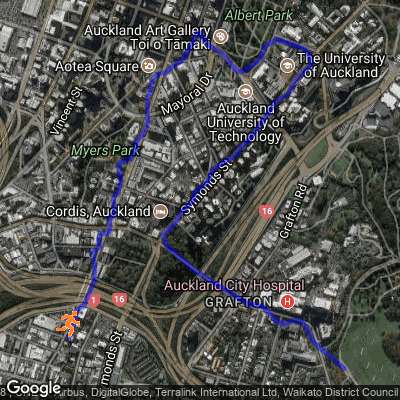 Albert Park
Auckland Art Gallery
Toi o Tāmaki
Aotea Square
The University
of Auckland
Mayoral Dr
Vincent St
Auckland
University of
Technology
Myers Park
Symonds St
Cordis, Auckland
16
Grafton Rd
Auckland City Hospital
GRAFTON
H
1
16
monds St
Google
DigitalGlobe, Terralink International Ltd, Waikato District Council